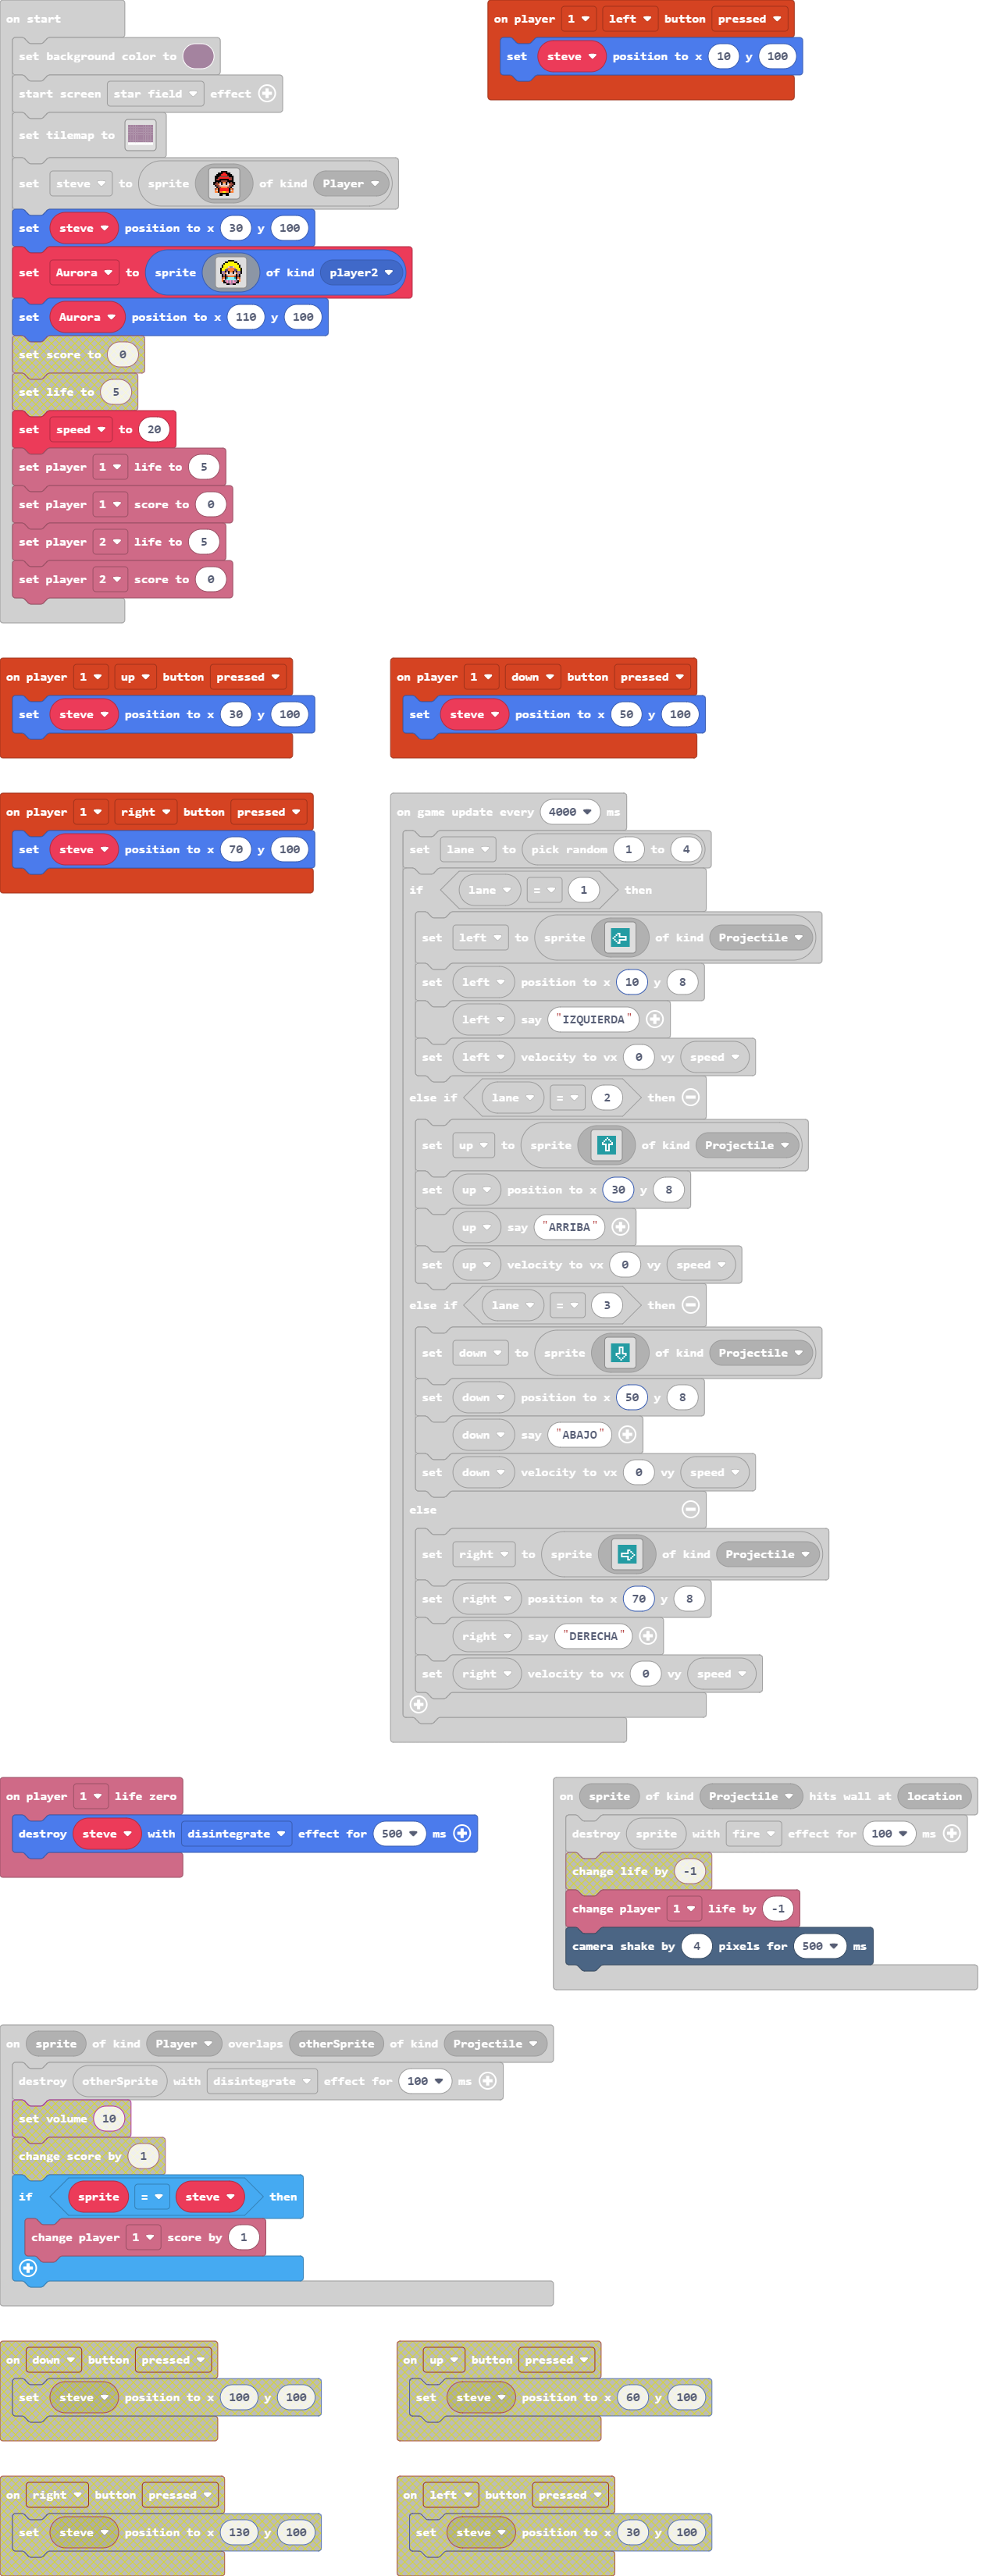 on start
set background color to
start screen star field effect
set tilemap to
set steve to sprite of kind Player
set steve position to x 30 y 100
set Aurora to sprite of kind player2
set Aurora position to x 110 y 100
set score to 0
set life to 5
set speed to 20
set player 1 life to 5
set player 1 score to 0
set player 2 life to 5
set player 2 score to 0
on player 1 left button pressed
set steve position to x 10 y 100
on player 1 up button pressed
set steve position to x 30 y 100
on player 1 down button pressed
set steve position to x 50 y 100
on player 1 right button pressed
set steve position to x 70 y 100
on game update every 4000 ms
set lane to pick random 1 to 4
if lane = 1 then
set left to sprite of kind Projectile
set left position to x 10 y 8
left say "IZQUIERDA"
set left velocity to vx 0 vy speed
else if lane = 2 then
set up to sprite of kind Projectile
set up position to x 30 y 8
up say "ARRIBA"
set up velocity to vx 0 vy speed
else if lane = 3 then
set down to sprite of kind Projectile
set down position to x 50 y 8
down say "ABAJO"
set down velocity to vx 0 vy speed
else
set right to sprite of kind Projectile
set right position to x 70 y 8
right say "DERECHA"
set right velocity to vx 0 vy speed
on player 1 life zero
destroy steve with disintegrate effect for 500 ms
on sprite of kind Projectile hits wall at location
destroy sprite with fire effect for 100 ms
change life by -1
change player 1 life by -1
camera shake by 4 pixels for 500 ms
on sprite of kind Player overlaps otherSprite of kind Projectile
destroy otherSprite with disintegrate effect for 100 ms
set volume 10
change score by 1
if sprite = steve then
change player 1 score by 1
on down button pressed
set steve position to x 100 y 100
on up button pressed
set steve position to x 60 y 100
on right button pressed
set steve position to x 130 y 100
on left button pressed
set steve position to x 30 y 100